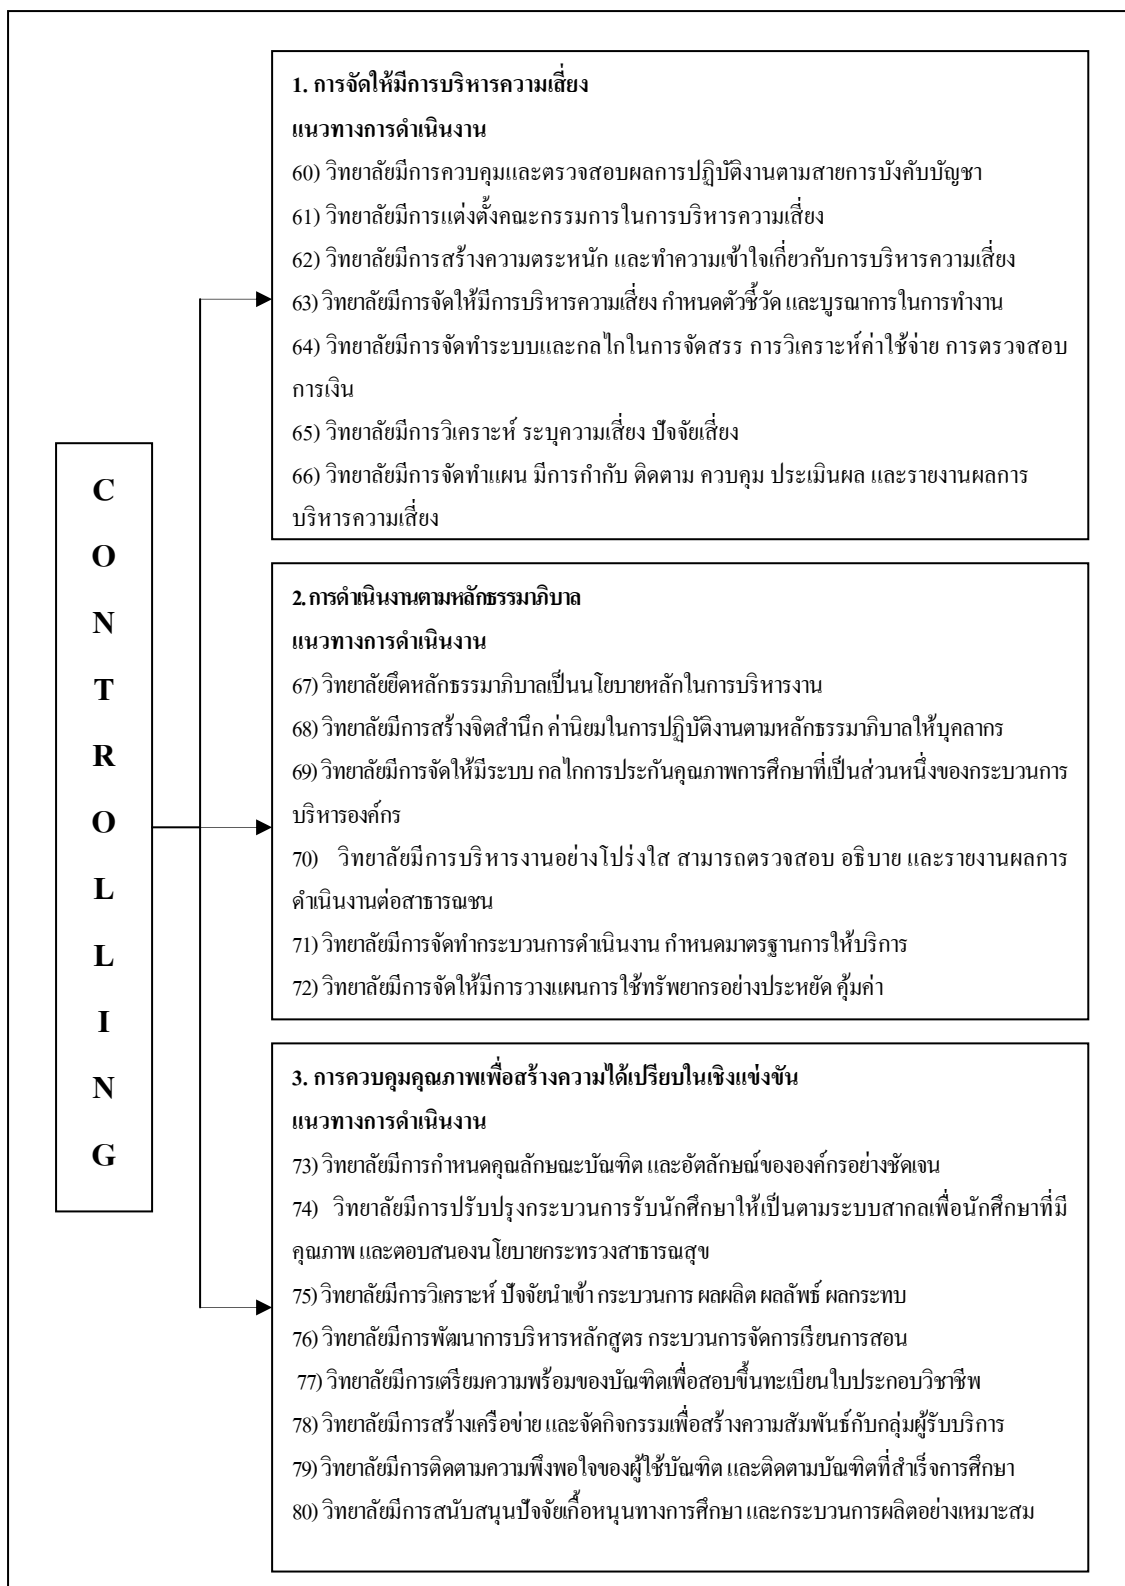 1. การจัดให้มีการบริหารความเสี่ยง
แนวทางการดำเนินงาน
60) วิทยาลัยมีการควบคุมและตรวจสอบผลการปฏิบัติงานตามสายการบังคับบัญชา
61) วิทยาลัยมีการแต่งตั้งคณะกรรมการในการบริหารความเสี่ยง
62) วิทยาลัยมีการสร้างความตระหนัก และทำความเข้าใจเกี่ยวกับการบริหารความเสี่ยง
63) วิทยาลัยมีการจัดให้มีการบริหารความเสี่ยง กำหนดตัวชี้วัด และบูรณาการในการทำงาน
64) วิทยาลัยมีการจัดทำระบบและกลไกในการจัดสรร การวิเคราะห์ค่าใช้จ่าย การตรวจสอบ
การเงิน
65) วิทยาลัยมีการวิเคราะห์ ระบุความเสี่ยง ปัจจัยเสี่ยง
66) วิทยาลัยมีการจัดทำแผน มีการกำกับ ติดตาม ควบคุม ประเมินผล และรายงานผลการ
บริหารความเสี่ยง
C
O
N
T
R
O
L
L
I
N
G
2. การดำเนินงานตามหลักธรรมาภิบาล
แนวทางการดำเนินงาน
67) วิทยาลัยยึดหลักธรรมาภิบาลเป็นนโยบายหลักในการบริหารงาน
68) วิทยาลัยมีการสร้างจิตสำนึก ค่านิยมในการปฏิบัติงานตามหลักธรรมาภิบาลให้บุคลากร
69) วิทยาลัยมีการจัดให้มีระบบ กลไกการประกันคุณภาพการศึกษาที่เป็นส่วนหนึ่งของกระบวนการ
บริหารองค์กร
70) วิทยาลัยมีการบริหารงานอย่างโปร่งใส สามารถตรวจสอบ อธิบาย และรายงานผลการ
ดำเนินงานต่อสาธารณชน
71) วิทยาลัยมีการจัดทำกระบวนการดำเนินงาน กำหนดมาตรฐานการให้บริการ
72) วิทยาลัยมีการจัดให้มีการวางแผนการใช้ทรัพยากรอย่างประหยัด คุ้มค่า
3. การควบคุมคุณภาพเพื่อสร้างความได้เปรียบในเชิงแข่งขัน
แนวทางการดำเนินงาน
73) วิทยาลัยมีการกำหนดคุณลักษณะบัณฑิต และอัตลักษณ์ขององค์กรอย่างชัดเจน
74) วิทยาลัยมีการปรับปรุงกระบวนการรับนักศึกษาให้เป็นตามระบบสากลเพื่อนักศึกษาที่มี
คุณภาพ และตอบสนองนโยบายกระทรวงสาธารณสุข
75) วิทยาลัยมีการวิเคราะห์ ปัจจัยนำเข้า กระบวนการ ผลผลิต ผลลัพธ์ ผลกระทบ
76) วิทยาลัยมีการพัฒนาการบริหารหลักสูตร กระบวนการจัดการเรียนการสอน
77) วิทยาลัยมีการเตรียมความพร้อมของบัณฑิตเพื่อสอบขึ้นทะเบียนใบประกอบวิชาชีพ
78) วิทยาลัยมีการสร้างเครือข่าย และจัดกิจกรรมเพื่อสร้างความสัมพันธ์กับกลุ่มผู้รับบริการ
79) วิทยาลัยมีการติดตามความพึงพอใจของผู้ใช้บัณฑิต และติดตามบัณฑิตที่สำเร็จการศึกษา
80) วิทยาลัยมีการสนับสนุนปัจจัยเกื้อหนุนทางการศึกษา และกระบวนการผลิตอย่างเหมาะสม